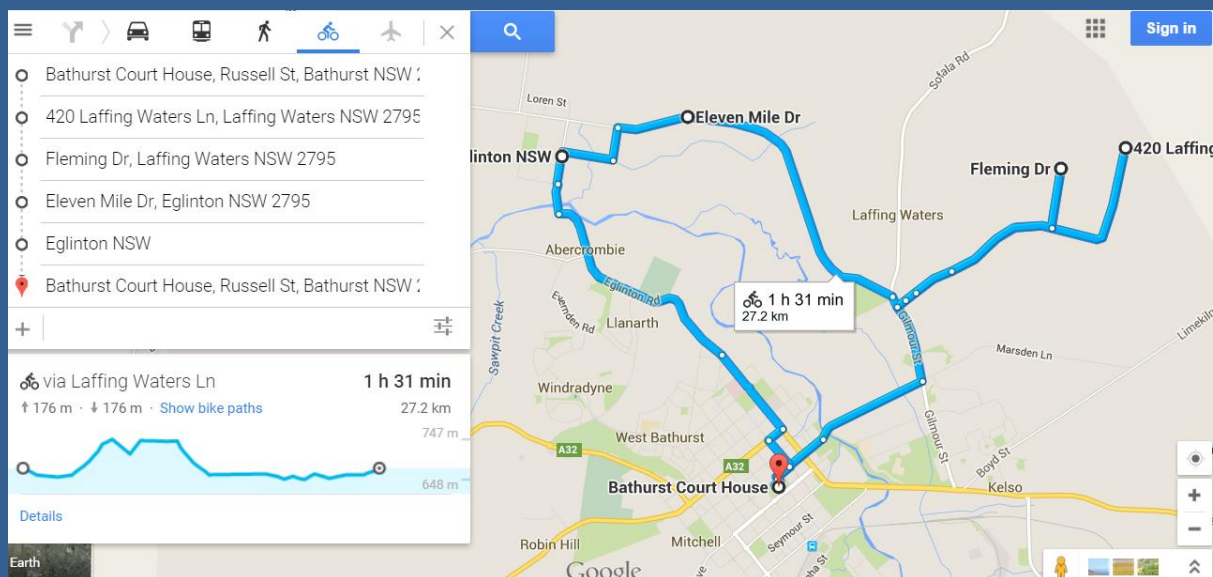 Bathurst Court House, Russell St, Bathurst NSW
420 Laffing Waters Ln, Laffing Waters NSW 2795
Fleming Dr, Laffing Waters NSW 2795
Eleven Mile Dr, Eglinton NSW 2795
Eglinton NSW
Bathurst Court House, Russell St, Bathurst NSW
via Laffing Waters Ln
1 h 31 min
↑ 176 m · ↓ 176 m · Show bike paths
27.2 km
747 m
648 m
Details
Earth
Sign in
Sofala Rd
Loren St
Eleven Mile Dr
linton NSW
420 Laffing
Fleming Dr
Laffing Waters
Abercrombie
Eglinton Rd
1 h 31 min
27.2 km
Evernden Rd
Llanarth
Gilmour St
Limekiln
Sawpit Creek
Marsden Ln
Windradyne
Gilmour St
West Bathurst
A32
A32
Boyd St
Bathurst Court House
Kelso
Seymour St
Robin Hill
Mitchell
Google